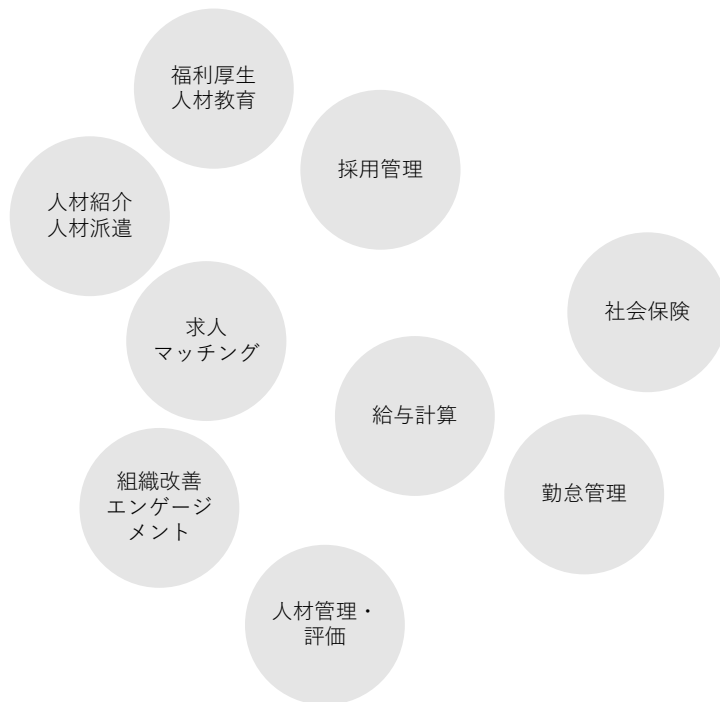 福利厚生
人材教育
採用管理
人材紹介
人材派遣
社会保険
求人
マッチング
給与計算
組織改善
エンゲージ
メント
勤怠管理
人材管理・
評価